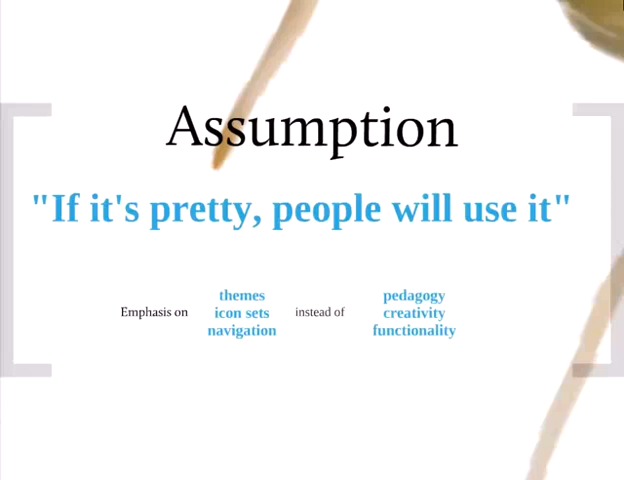 Assumption
"If it's pretty, people will use it"
themes pedagogy
Emphasis on icon sets instead of creativity
navigation functionality